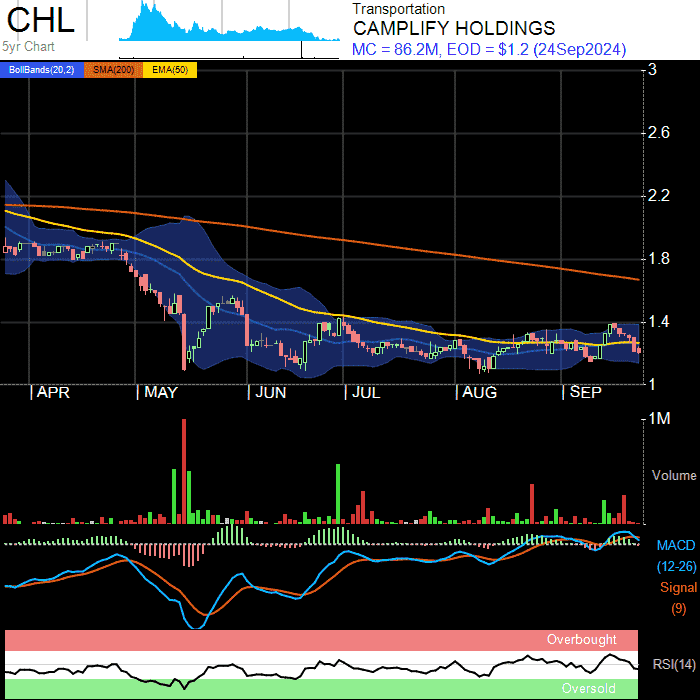 CHL
5yr Chart
Transportation
CAMPLIFY HOLDINGS
MC = 86.2M, EOD = $1.2 (24Sep2024)
BollBands(20,2) SMA(200) EMA(50)
3
2.6
2.2
1.8
1.4
1
APR MAY JUN JUL AUG SEP
1M
Volume
MACD
(12-26)
Signal
(9)
Overbought
RSI(14)
Oversold